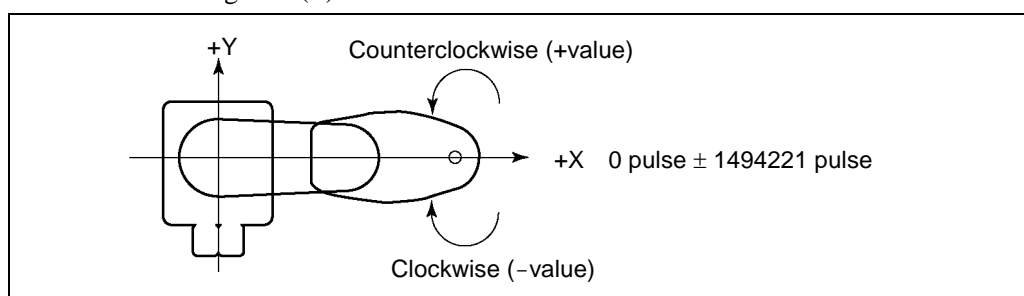 +Y
Counterclockwise (+value)
+X 0 pulse ± 1494221 pulse
Clockwise (−value)